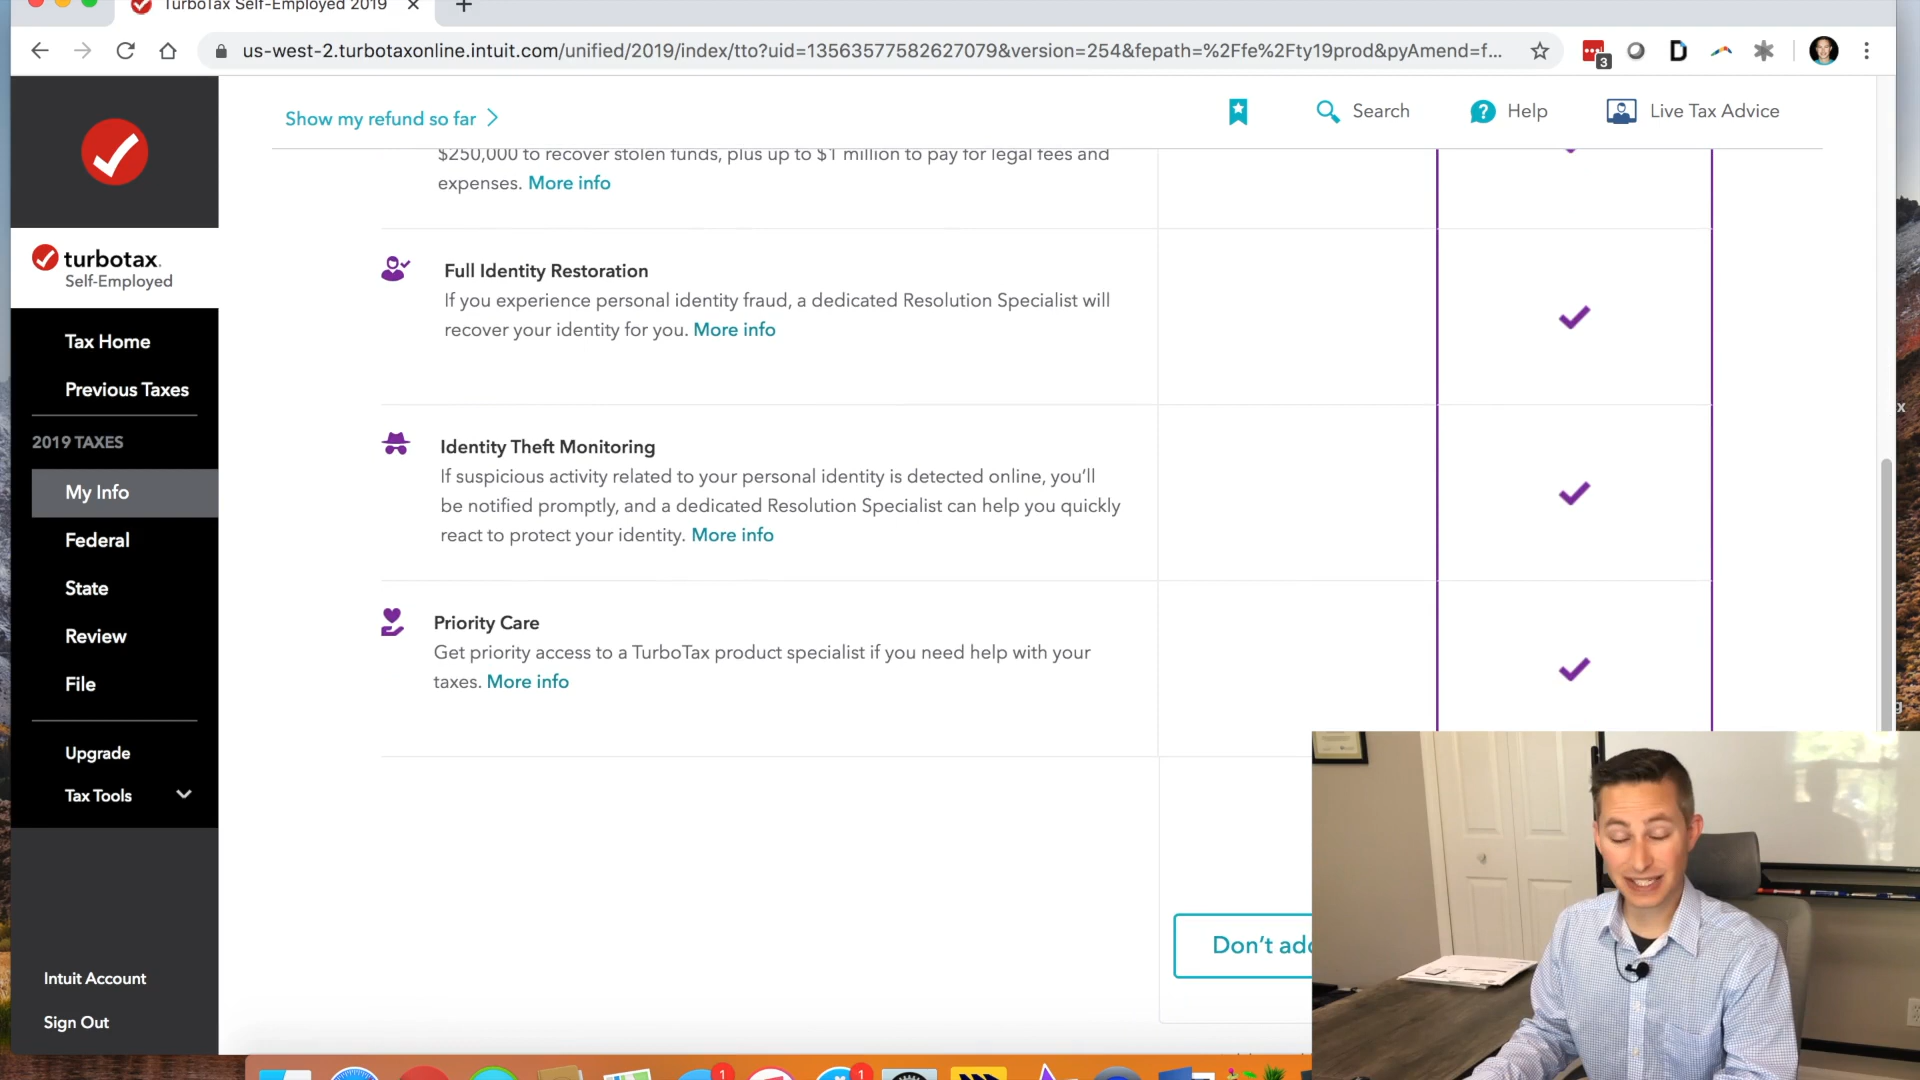 TurboTax Self-Employed 2019
us-west-2.turbotaxonline.intuit.com/unified/2019/index/tto?uid=13563577582627079&version=254&fepath=%2Ffe%2Fty19prod&pyAmend=f...
3
Show my refund so far
Search
Help
Live Tax Advice
turbotax.
Self-Employed
Tax Home
Previous Taxes
2019 TAXES
My Info
Federal
State
Review
File
Upgrade
Tax Tools
Intuit Account
Sign Out
$250,000 to recover stolen funds, plus up to $1 million to pay for legal fees and
expenses. More info
Full Identity Restoration
If you experience personal identity fraud, a dedicated Resolution Specialist will
recover your identity for you. More info
Identity Theft Monitoring
If suspicious activity related to your personal identity is detected online, you'll
be notified promptly, and a dedicated Resolution Specialist can help you quickly
react to protect your identity. More info
Priority Care
Get priority access to a TurboTax product specialist if you need help with your
taxes. More info
Don't add
1
1